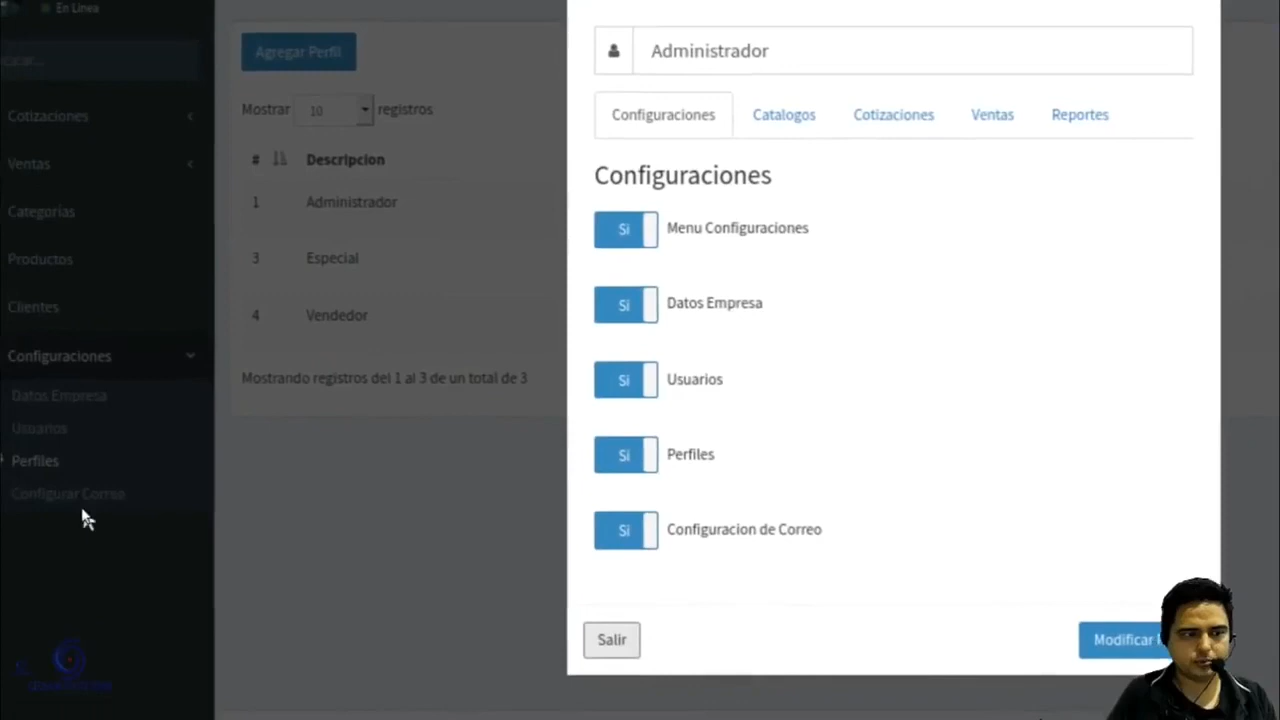 En Linea
Cotizaciones
Ventas
Categorias
Productos
Clientes
Configuraciones
Datos Empresa
Usuarios
Perfiles
Configurar Correo
Agregar Perfil
Mostrar 10 registros
# Descripcion
1 Administrador
3 Especial
4 Vendedor
Mostrando registros del 1 al 3 de un total de 3
Administrador
Configuraciones Catalogos Cotizaciones Ventas Reportes
Configuraciones
Si Menu Configuraciones
Si Datos Empresa
Si Usuarios
Si Perfiles
Si Configuracion de Correo
Salir
Modificar